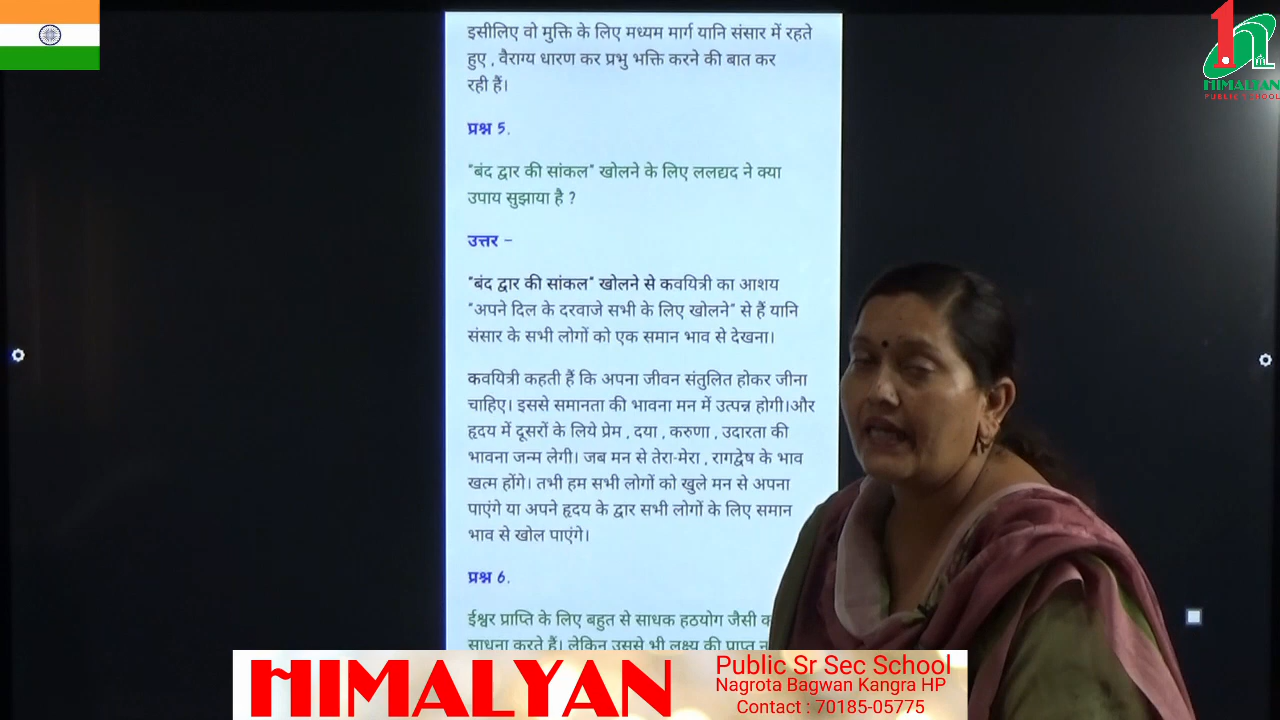 इसीलिए वो मुक्ति के लिए मध्यम मार्ग यानि संसार में रहते
हुए , वैराग्य धारण कर प्रभु भक्ति करने की बात कर
रही हैं।
प्रश्न 5.
"बंद द्वार की सांकल" खोलने के लिए ललद्यद ने क्या
उपाय सुझाया है ?
उत्तर –
"बंद द्वार की सांकल" खोलने से कवयित्री का आशय
"अपने दिल के दरवाजे सभी के लिए खोलने" से हैं यानि
संसार के सभी लोगों को एक समान भाव से देखना।
कवयित्री कहती हैं कि अपना जीवन संतुलित होकर जीना
चाहिए। इससे समानता की भावना मन में उत्पन्न होगी।और
हृदय में दूसरों के लिये प्रेम , दया , करुणा , उदारता की
भावना जन्म लेगी। जब मन से तेरा-मेरा , रागद्वेष के भाव
खत्म होंगे। तभी हम सभी लोगों को खुले मन से अपना
पाएंगे या अपने हृदय के द्वार सभी लोगों के लिए समान
भाव से खोल पाएंगे।
प्रश्न 6.
ईश्वर प्राप्ति के लिए बहुत से साधक हठयोग जैसी
साधना करते हैं। लेकिन उससे भी लक्ष्य की प्राप्त
HIMALYAN
PUBLIC SCHOOL
HIMALYAN
Public Sr Sec School
Nagrota Bagwan Kangra HP
Contact : 70185-05775